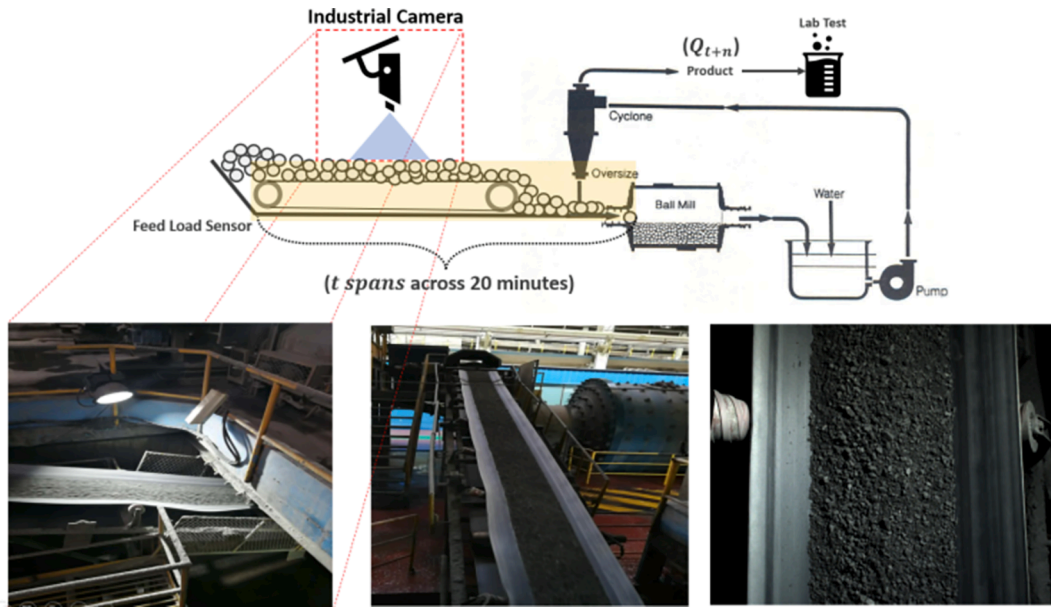 Industrial Camera
Lab Test
(Q_{t+n})
Product
Cyclone
Oversize
Ball Mill
Water
Feed Load Sensor
(t spans across 20 minutes)
Pump